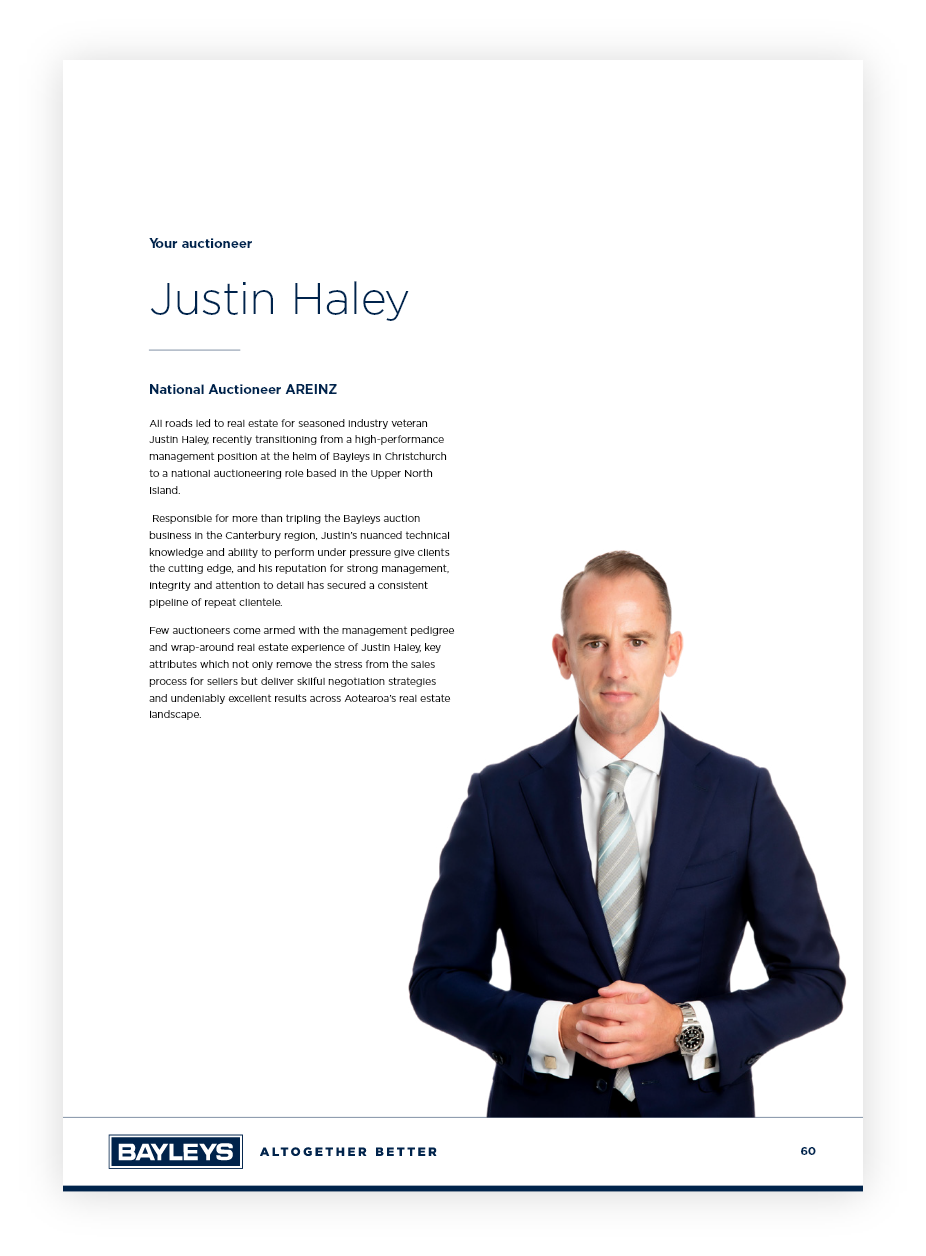 Your auctioneer
Justin Haley
National Auctioneer AREINZ
All roads led to real estate for seasoned industry veteran
Justin Haley, recently transitioning from a high-performance
management position at the helm of Bayleys in Christchurch
to a national auctioneering role based in the Upper North
Island.
Responsible for more than tripling the Bayleys auction
business in the Canterbury region, Justin's nuanced technical
knowledge and ability to perform under pressure give clients
the cutting edge, and his reputation for strong management,
integrity and attention to detail has secured a consistent
pipeline of repeat clientele.
Few auctioneers come armed with the management pedigree
and wrap-around real estate experience of Justin Haley, key
attributes which not only remove the stress from the sales
process for sellers but deliver skilful negotiation strategies
and undeniably excellent results across Aotearoa's real estate
landscape.
BAYLEYS ALTOGETHER BETTER 60